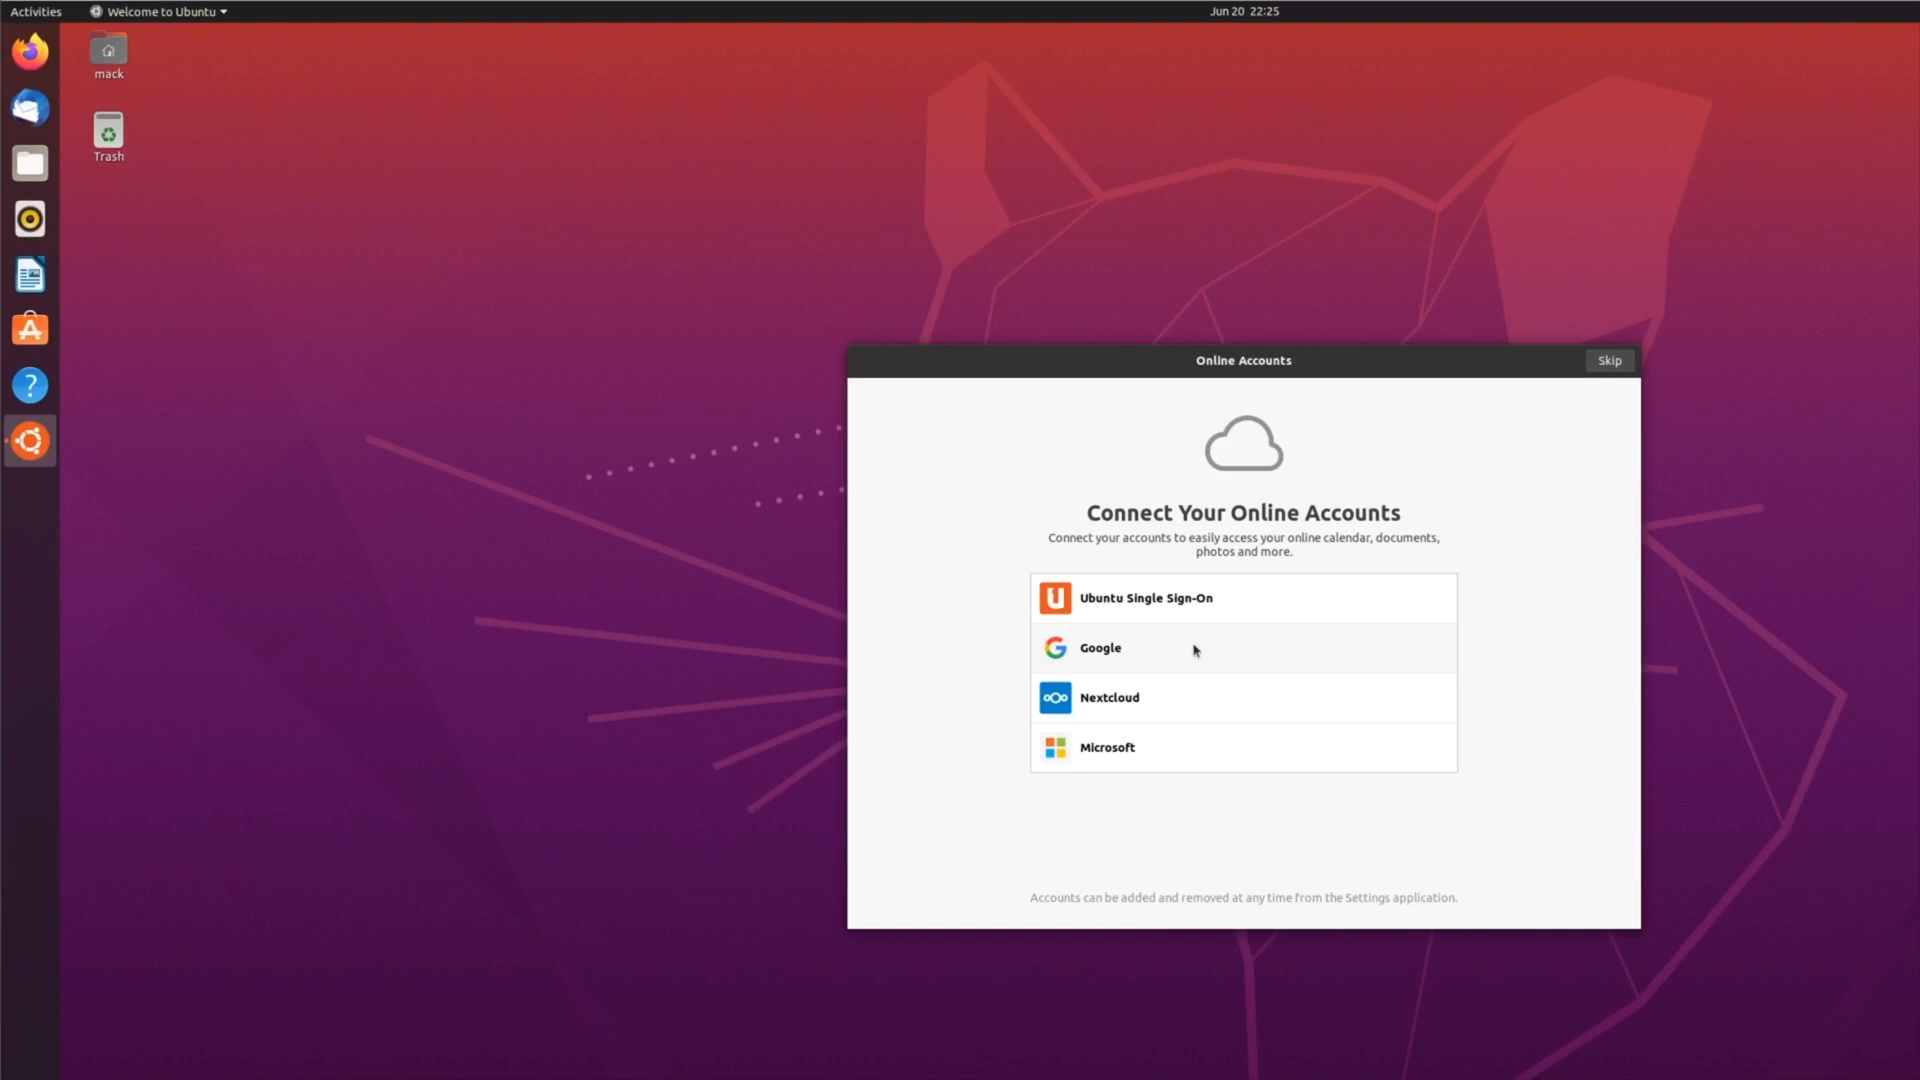 Activities
Welcome to Ubuntu
Jun 20 22:25
mack
Trash
Online Accounts
Skip
Connect Your Online Accounts
Connect your accounts to easily access your online calendar, documents,
photos and more.
Ubuntu Single Sign-On
Google
Nextcloud
Microsoft
Accounts can be added and removed at any time from the Settings application.